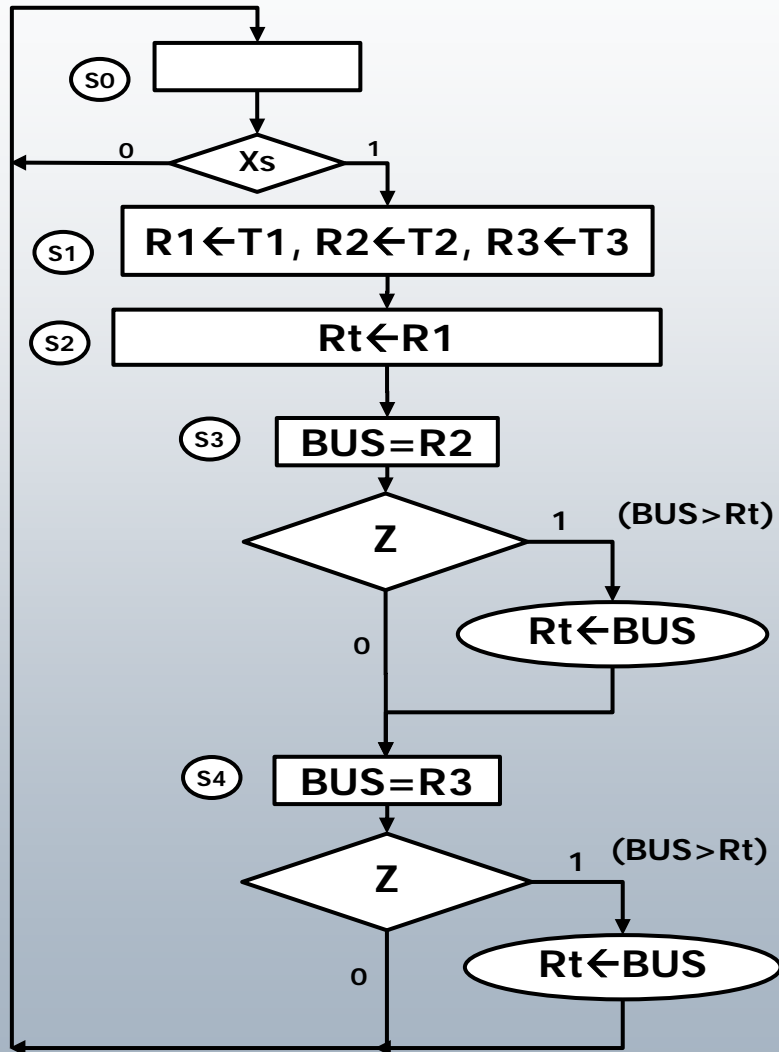 S0
0
Xs
1
S1
R1←T1, R2←T2, R3←T3
S2
Rt←R1
S3
BUS=R2
Z
1
(BUS>Rt)
0
Rt←BUS
S4
BUS=R3
Z
1
(BUS>Rt)
0
Rt←BUS